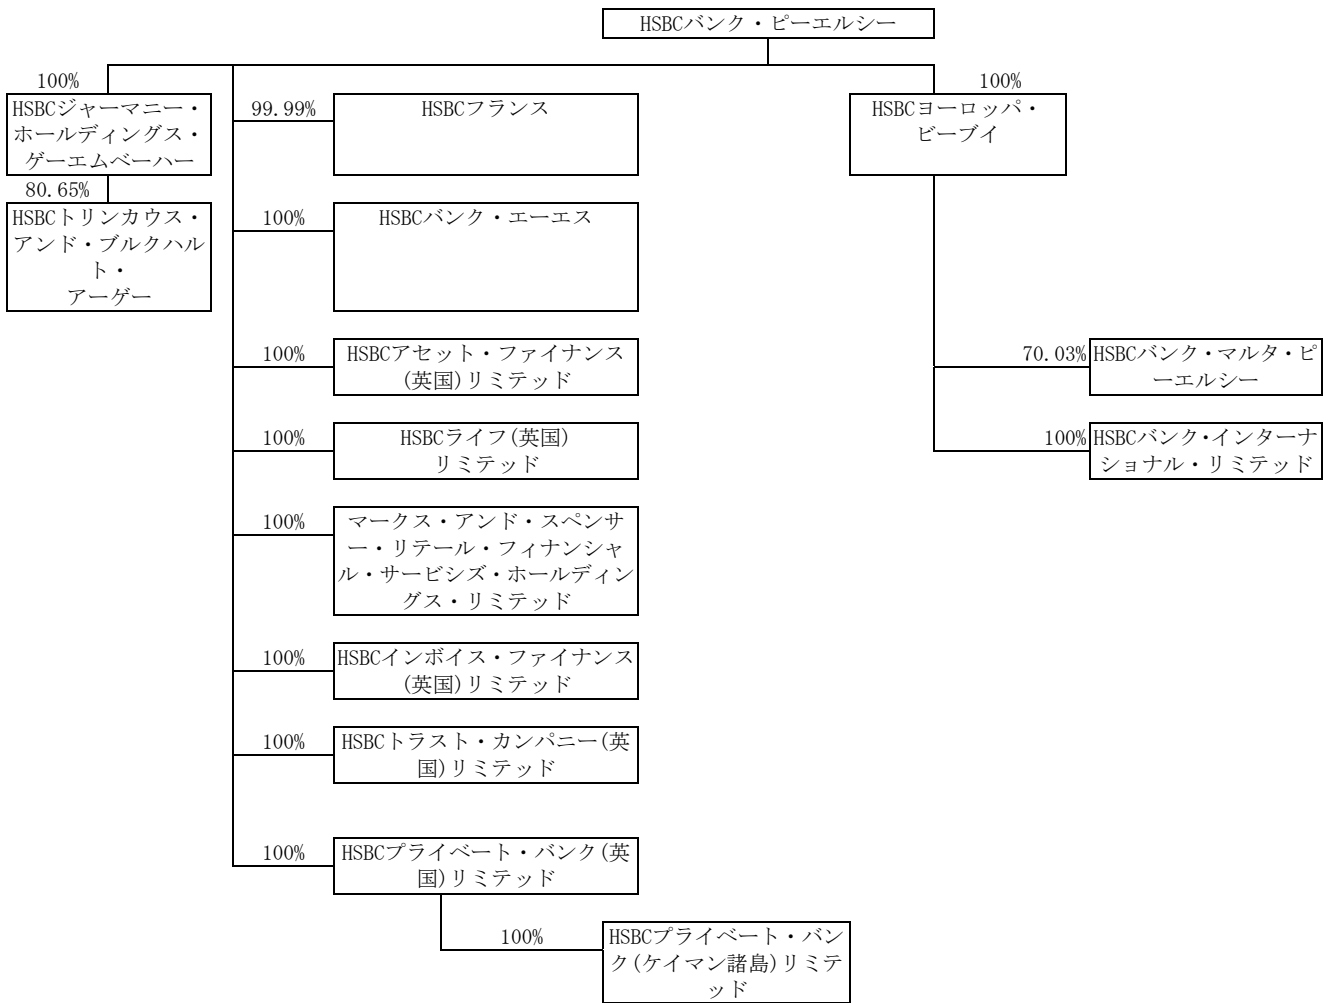 HSBCバンク・ピーエルシー
100%
100%
HSBCジャーマニー・
ホールディングス・
ゲーエムベーハー
99.99%
HSBCフランス
HSBCヨーロッパ・
ビーブイ
80.65%
HSBCトリンカウス・
アンド・ブルクハル
ト・
アーゲー
100%
HSBCバンク・エーエス
100%
HSBCアセット・ファイナンス
(英国)リミテッド
70.03%
HSBCバンク・マルタ・ピ
ーエルシー
100%
HSBCライフ(英国)
リミテッド
100%
HSBCバンク・インターナ
ショナル・リミテッド
100%
マークス・アンド・スペンサ
ー・リテール・フィナンシャ
ル・サービシズ・ホールディン
グス・リミテッド
100%
HSBCインボイス・ファイナンス
(英国)リミテッド
100%
HSBCトラスト・カンパニー(英
国)リミテッド
100%
HSBCプライベート・バンク(英
国)リミテッド
100%
HSBCプライベート・バン
ク(ケイマン諸島)リミテ
ッド